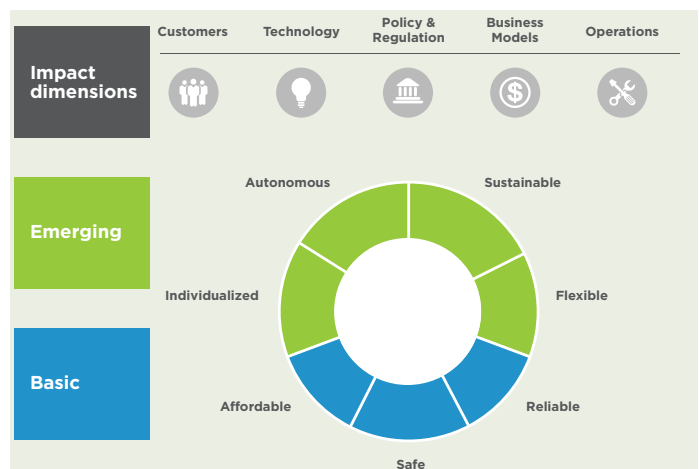 Customers
Technology
Policy &
Regulation
Business
Models
Operations
Impact
dimensions
$
Autonomous
Sustainable
Emerging
Individualized
Flexible
Basic
Affordable
Reliable
Safe